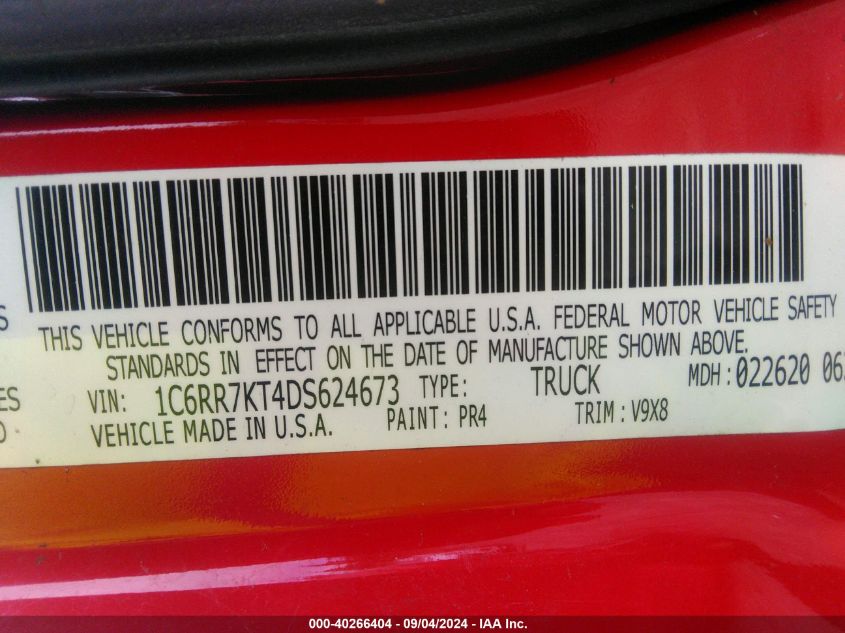 THIS VEHICLE CONFORMS TO ALL APPLICABLE U.S.A. FEDERAL MOTOR VEHICLE SAFETY
STANDARDS IN EFFECT ON THE DATE OF MANUFACTURE SHOWN ABOVE.
VIN: 1C6RR7KT4DS624673 TYPE: TRUCK MDH: 022620
VEHICLE MADE IN U.S.A. PAINT: PR4 TRIM: V9X8
000-40266404 - 09/04/2024 - IAA Inc.